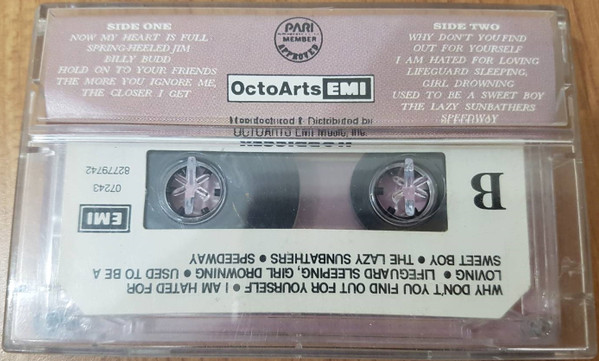 SIDE ONE
NOW MY HEART IS FULL
SPRING-HEELED JIM
BILLY BUDD
HOLD ON TO YOUR FRIENDS
THE MORE YOU IGNORE ME,
THE CLOSER I GET
PARI
MEMBER
APPROVED
OctoArts EMI
Manufactured & Distributed by
OCTOARTS EMI Music, Inc.
SIDE TWO
WHY DON'T YOU FIND
OUT FOR YOURSELF
I AM HATED FOR LOVING
LIFEGUARD SLEEPING,
GIRL DROWNING
USED TO BE A SWEET BOY
THE LAZY SUNBATHERS
SPEEDWAY
B
WHY DON'T YOU FIND OUT FOR YOURSELF ● I AM HATED FOR
LOVING ● LIFEGUARD SLEEPING, GIRL DROWNING ● USED TO BE A
SWEET BOY ● THE LAZY SUNBATHERS ● SPEEDWAY
EMI
07243
82779742